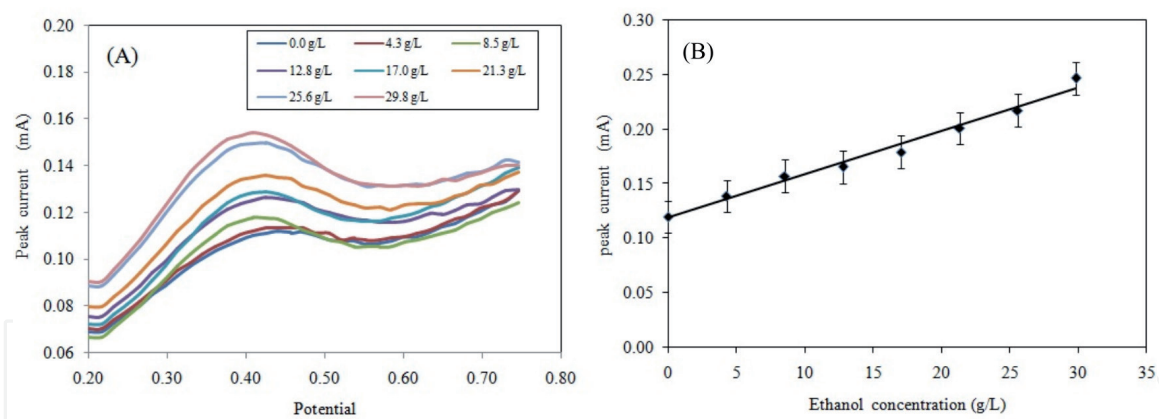 (A)
0.0 g/L 4.3 g/L 8.5 g/L
12.8 g/L 17.0 g/L 21.3 g/L
25.6 g/L 29.8 g/L
Peak current (mA)
0.20
0.18
0.16
0.14
0.12
0.10
0.08
0.06
0.20 0.30 0.40 0.50 0.60 0.70 0.80
Potential
(B)
peak current (mA)
0.30
0.25
0.20
0.15
0.10
0.05
0.00
0 5 10 15 20 25 30 35
Ethanol concentration (g/L)